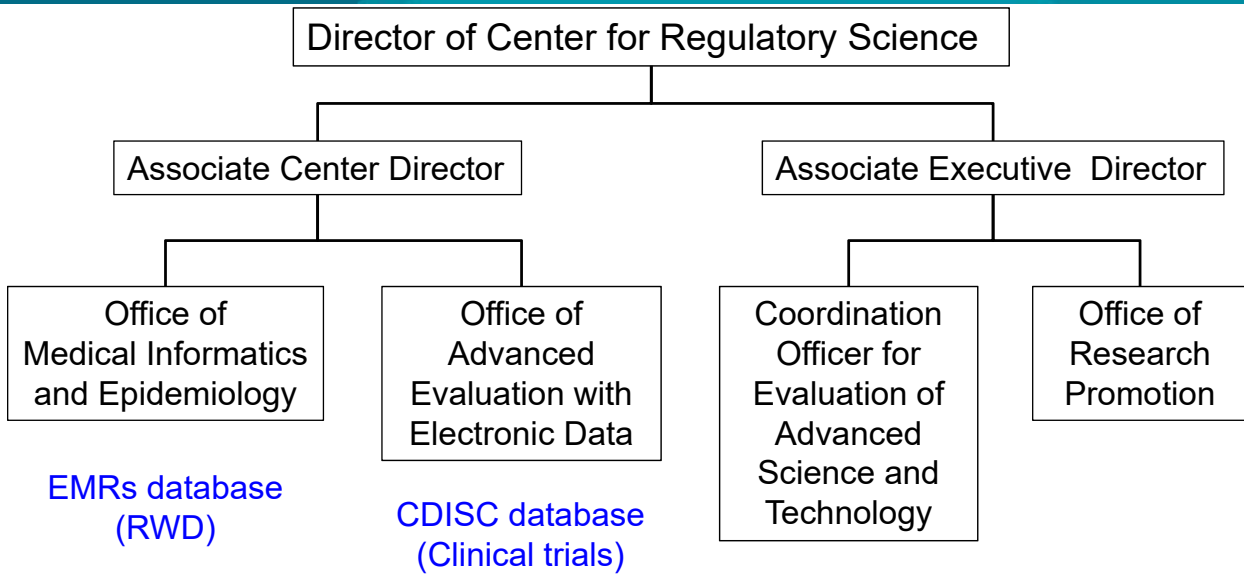 Director of Center for Regulatory Science
Associate Center Director
Associate Executive Director
Office of
Medical Informatics
and Epidemiology
Office of
Advanced
Evaluation with
Electronic Data
Coordination
Officer for
Evaluation of
Advanced
Science and
Technology
Office of
Research
Promotion
EMRs database
(RWD)
CDISC database
(Clinical trials)